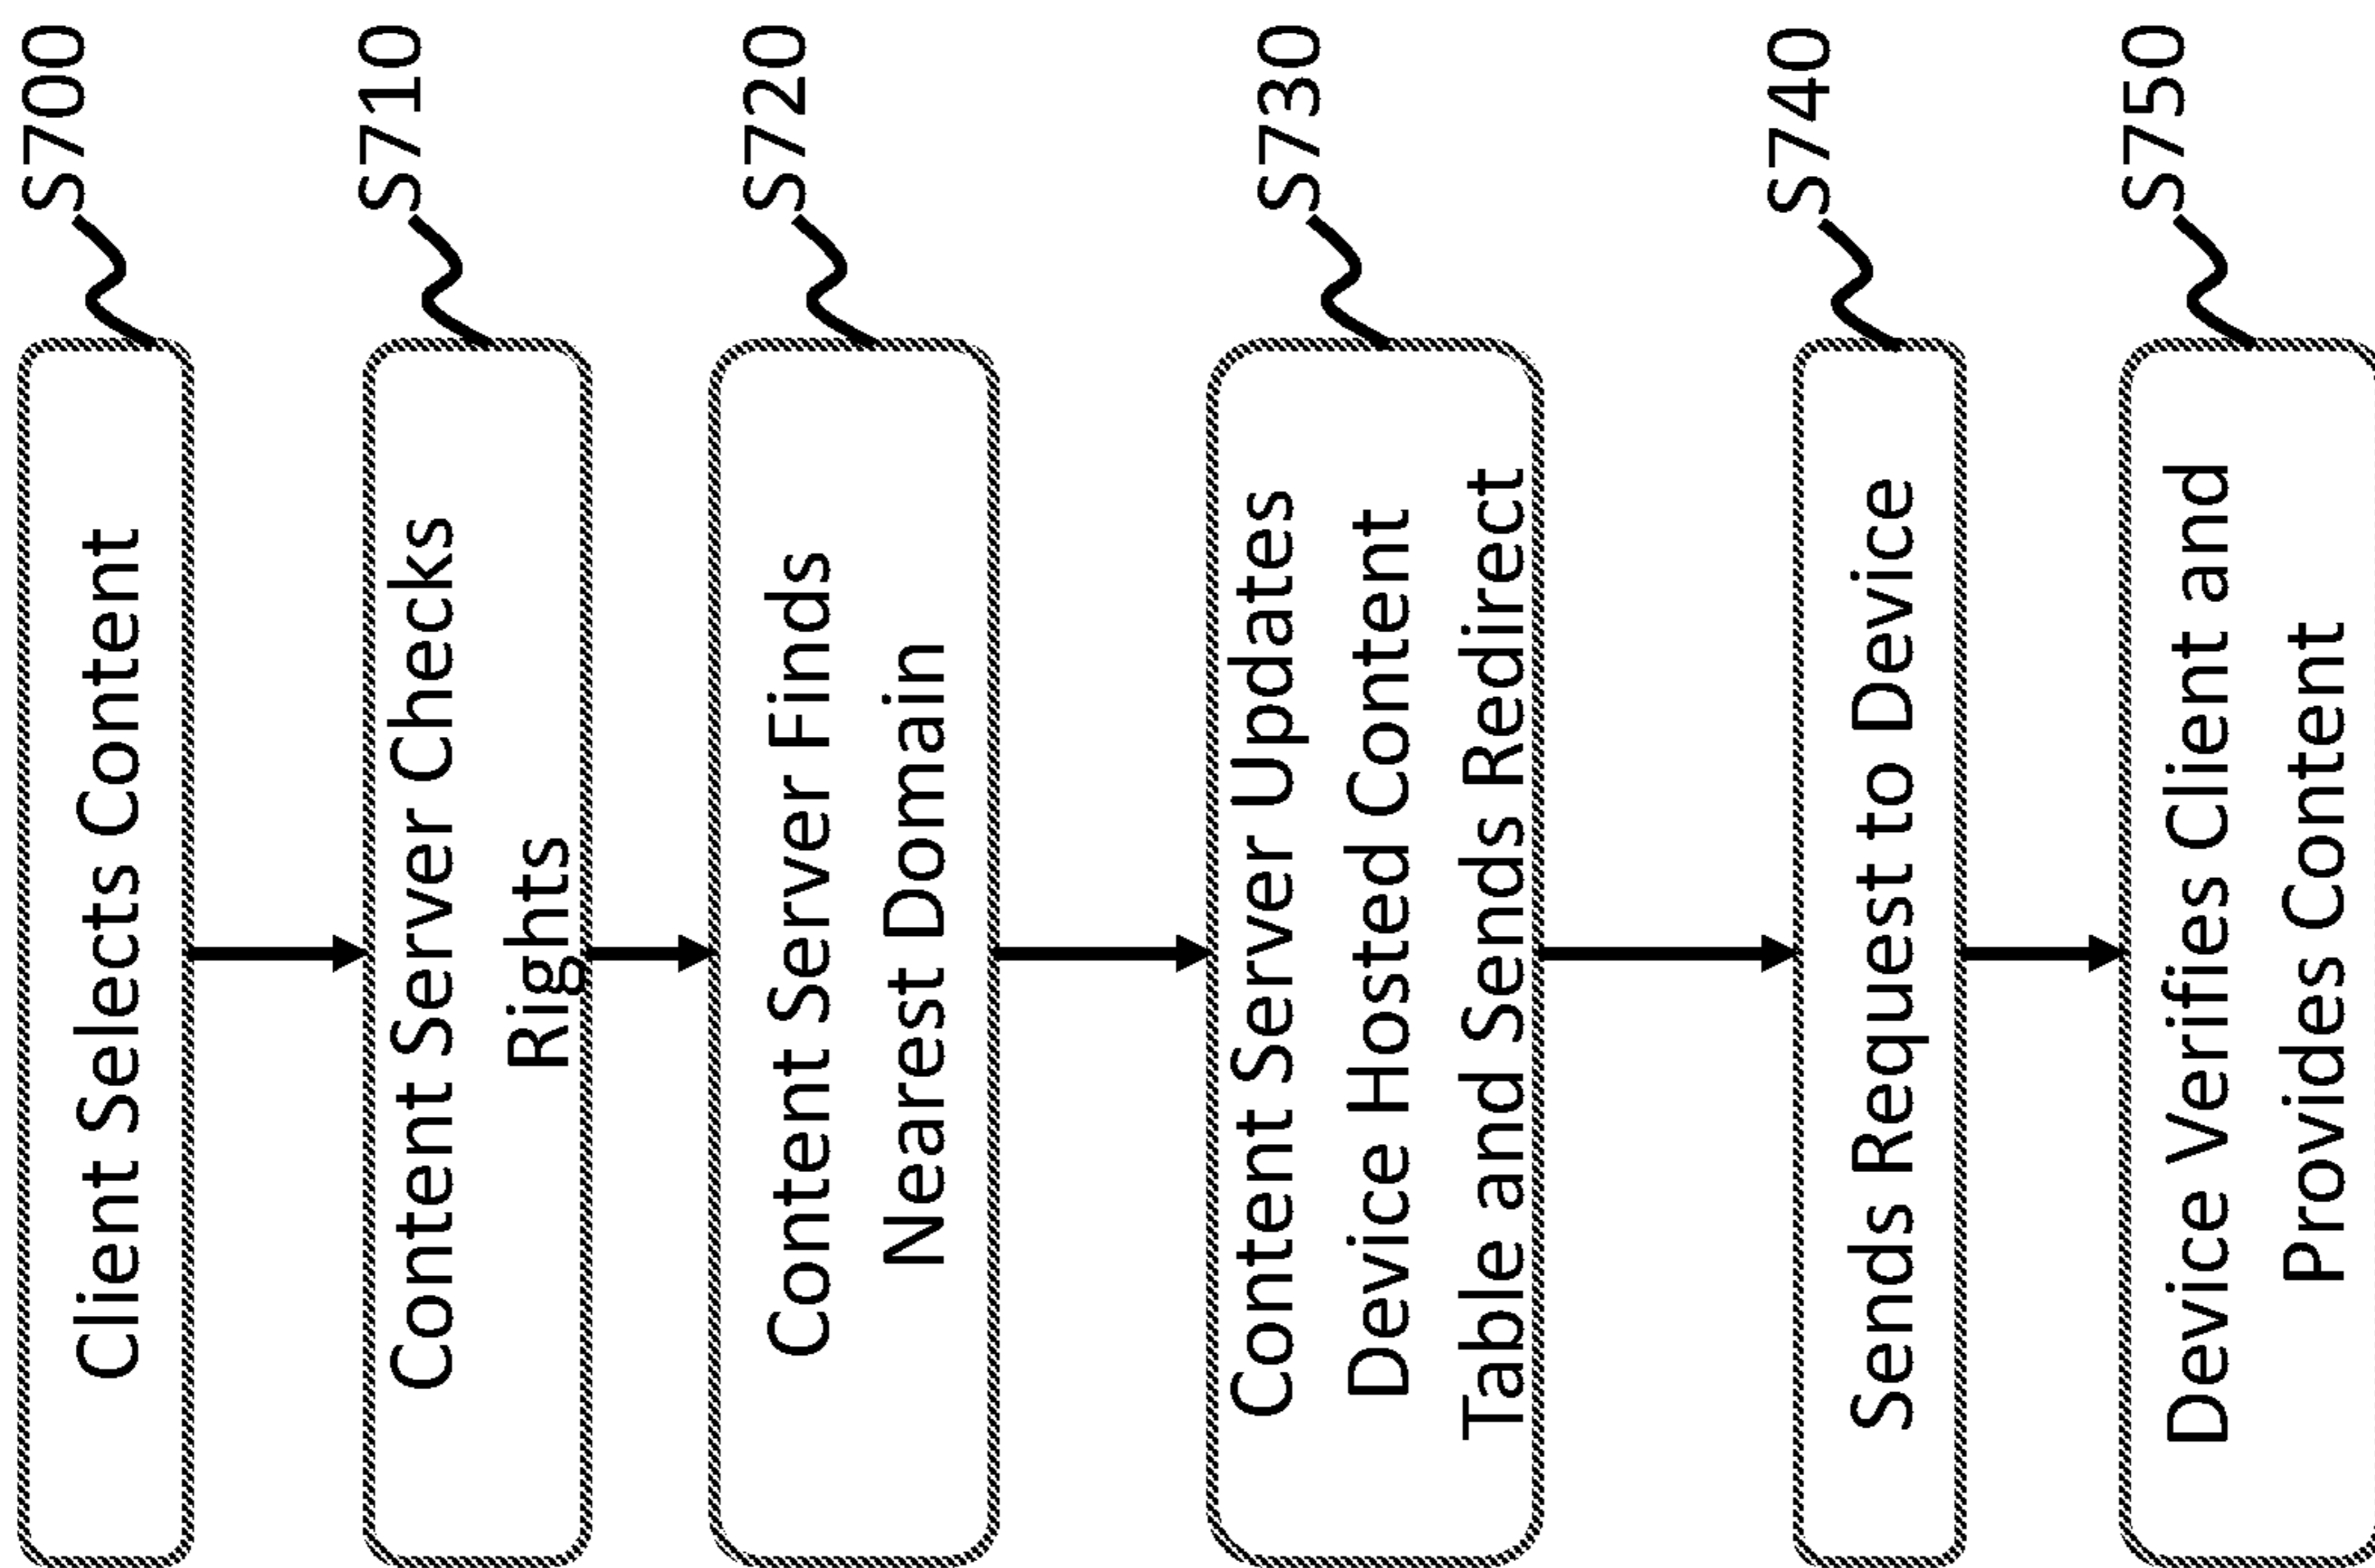 Client Selects Content
S700
Content Server Checks
Rights
S710
Content Server Finds
Nearest Domain
S720
Content Server Updates
Device Hosted Content
Table and Sends Redirect
S730
Sends Request to Device
S740
Device Verifies Client and
Provides Content
S750